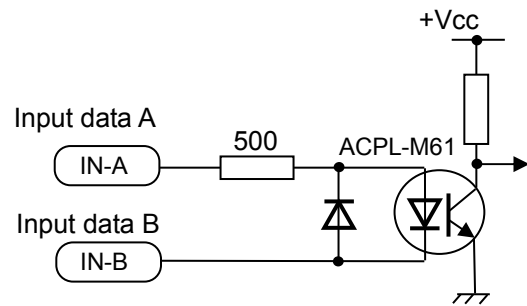 +Vcc
Input data A
500
ACPL-M61
IN-A
Input data B
IN-B